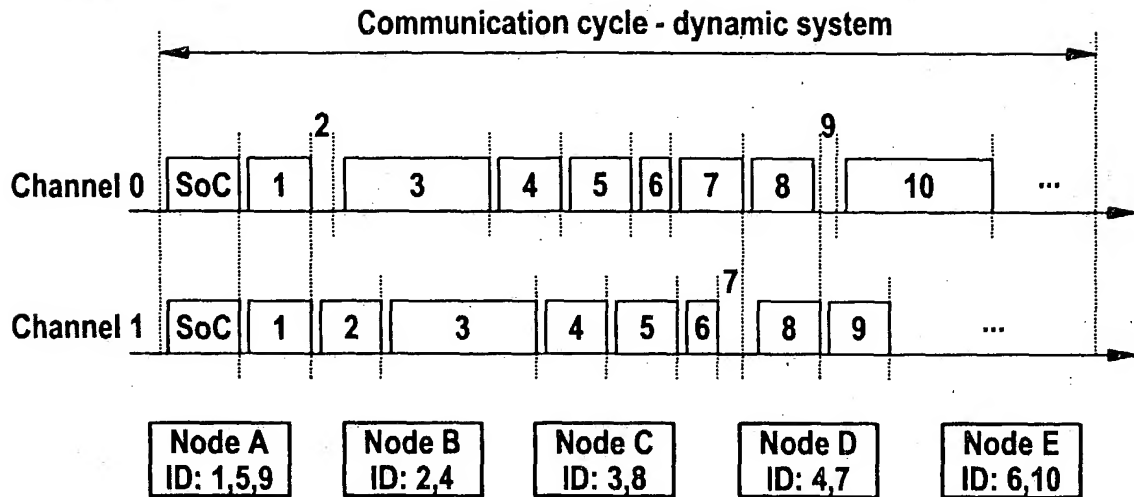 Communication cycle - dynamic system
2 9
Channel 0 SoC 1 3 4 5 6 7 8 10 ...
7
Channel 1 SoC 1 2 3 4 5 6 8 9 ...
Node A Node B Node C Node D Node E
ID: 1,5,9 ID: 2,4 ID: 3,8 ID: 4,7 ID: 6,10